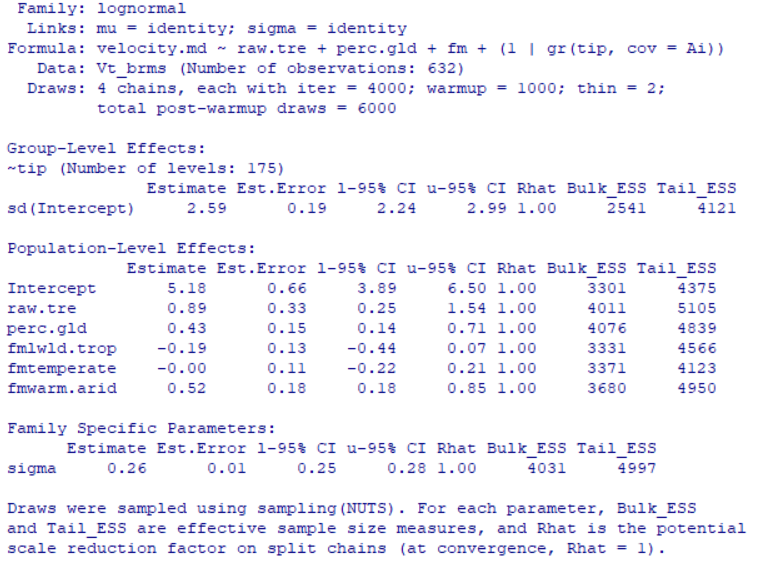 Family: lognormal
Links: mu = identity; sigma = identity
Formula: velocity.md ~ raw.tre + perc.gld + fm + (1 | gr(tip, cov = Ai))
Data: Vt_brms (Number of observations: 632)
Draws: 4 chains, each with iter = 4000; warmup = 1000; thin = 2;
total post-warmup draws = 6000
Group-Level Effects:
~tip (Number of levels: 175)
Estimate Est.Error l-95% CI u-95% CI Rhat Bulk_ESS Tail_ESS
sd(Intercept) 2.59 0.19 2.24 2.99 1.00 2541 4121
Population-Level Effects:
Estimate Est.Error l-95% CI u-95% CI Rhat Bulk_ESS Tail_ESS
Intercept 5.18 0.66 3.89 6.50 1.00 3301 4375
raw.tre 0.89 0.33 0.25 1.54 1.00 4011 5105
perc.gld 0.43 0.15 0.14 0.71 1.00 4076 4839
fmlwld.trop -0.19 0.13 -0.44 0.07 1.00 3331 4566
fmtemperate -0.00 0.11 -0.22 0.21 1.00 3371 4123
fmwarm.arid 0.52 0.18 0.18 0.85 1.00 3680 4950
Family Specific Parameters:
Estimate Est.Error l-95% CI u-95% CI Rhat Bulk_ESS Tail_ESS
sigma 0.26 0.01 0.25 0.28 1.00 4031 4997
Draws were sampled using sampling(NUTS). For each parameter, Bulk_ESS
and Tail_ESS are effective sample size measures, and Rhat is the potential
scale reduction factor on split chains (at convergence, Rhat = 1).